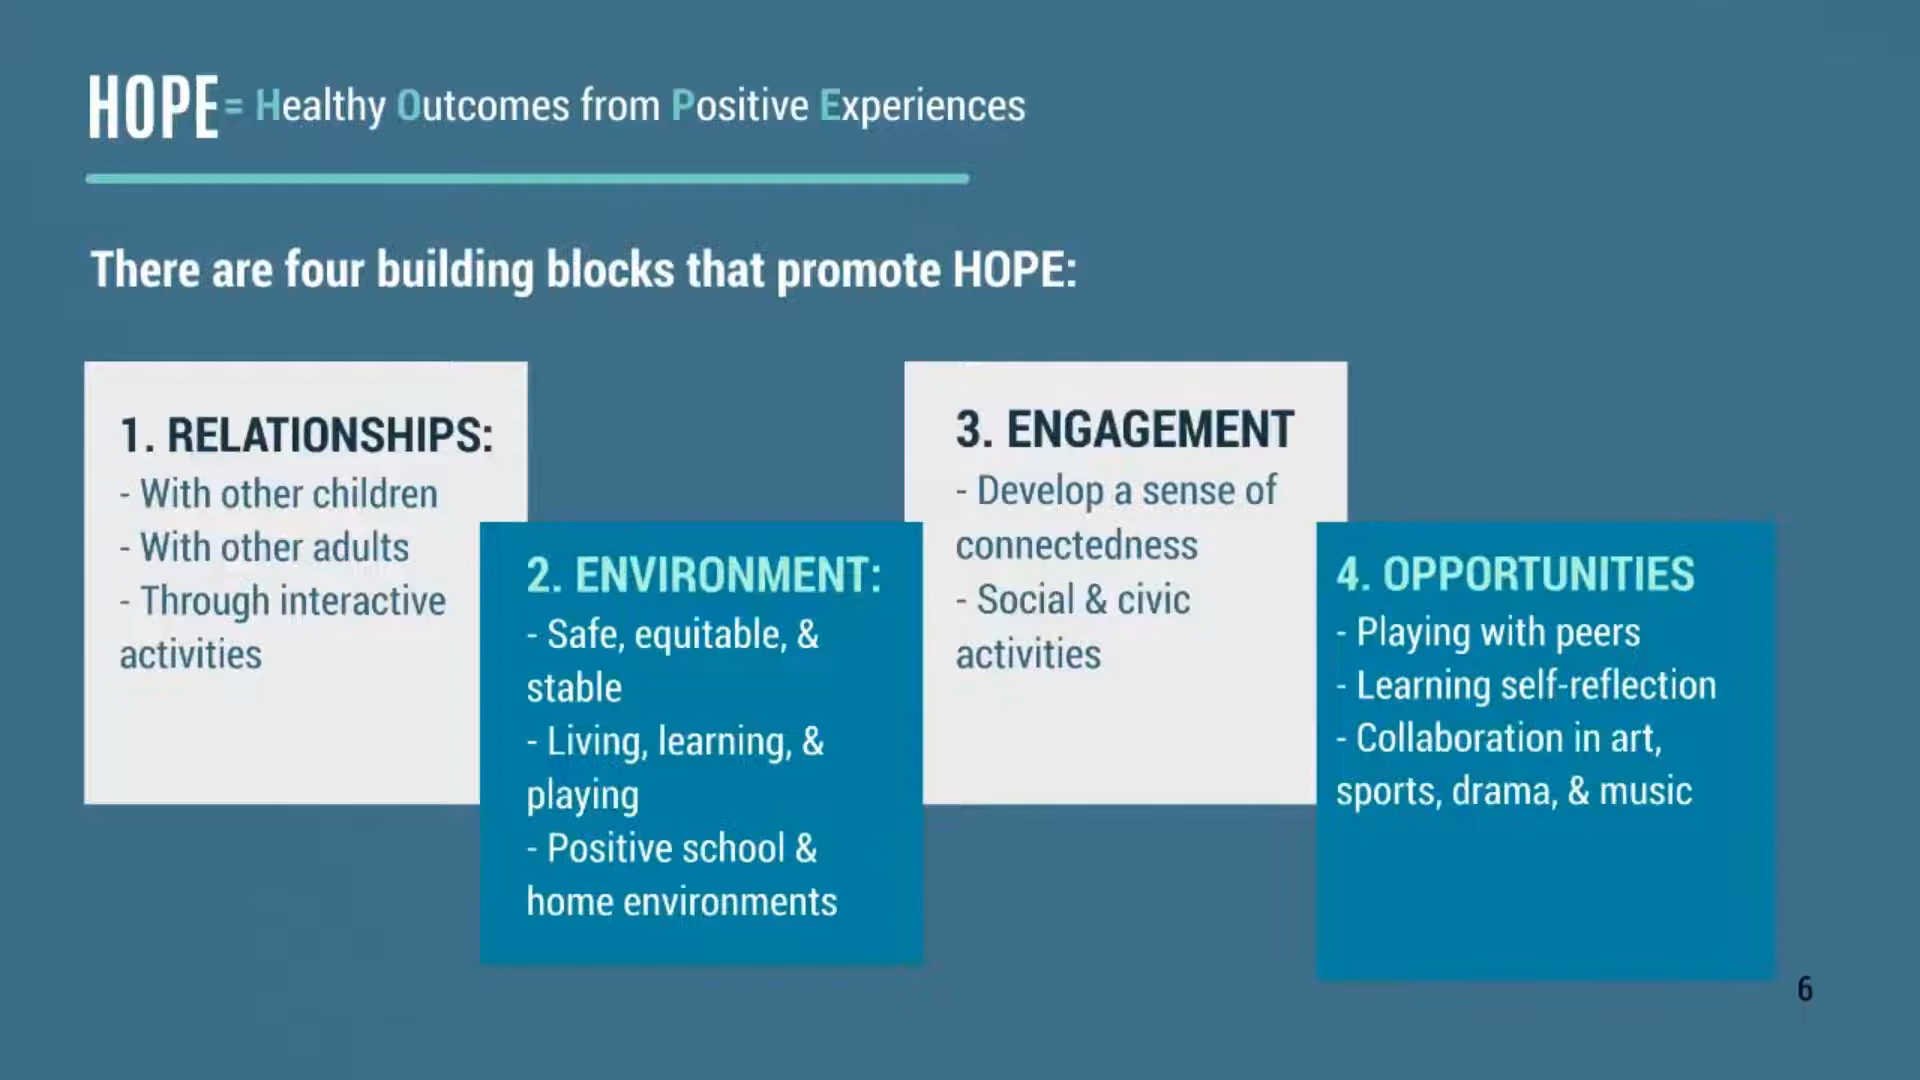 HOPE = Healthy Outcomes from Positive Experiences
There are four building blocks that promote HOPE:
1. RELATIONSHIPS:
- With other children
- With other adults
- Through interactive
activities
2. ENVIRONMENT:
- Safe, equitable, &
stable
- Living, learning, &
playing
- Positive school &
home environments
3. ENGAGEMENT
- Develop a sense of
connectedness
- Social & civic
activities
4. OPPORTUNITIES
- Playing with peers
- Learning self-reflection
- Collaboration in art,
sports, drama, & music
6